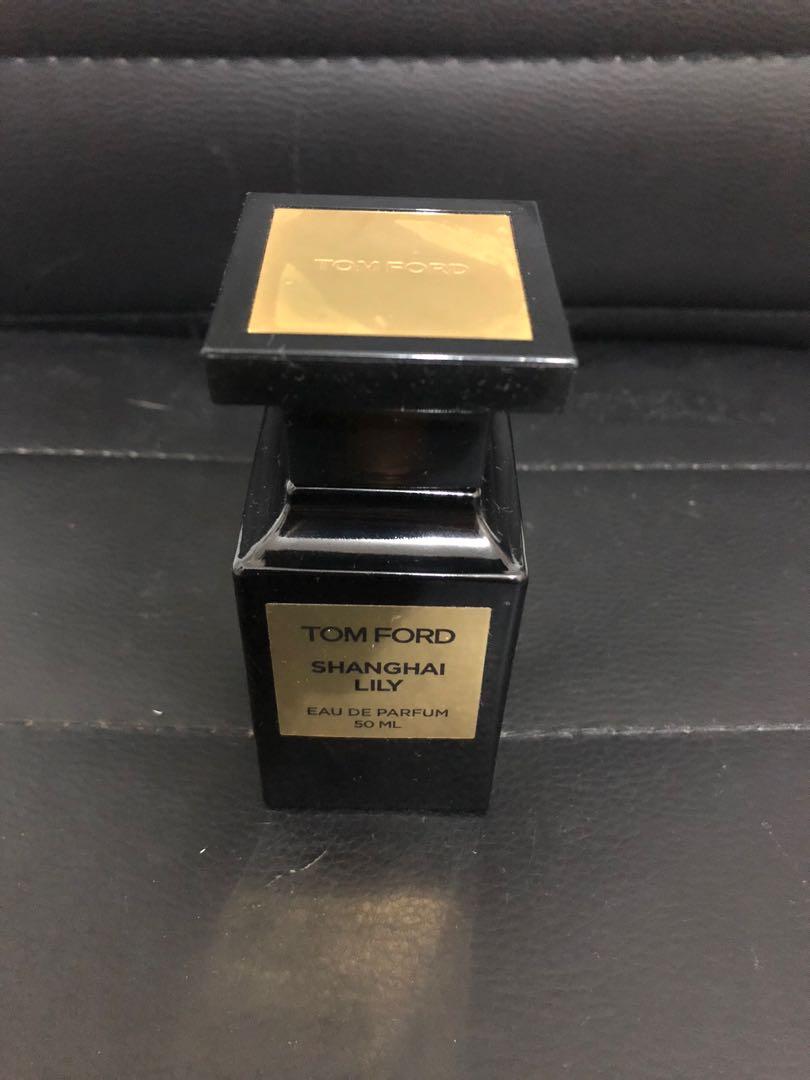 TOM FORD
TOM FORD
SHANGHAI
LILY
EAU DE PARFUM
50 ML